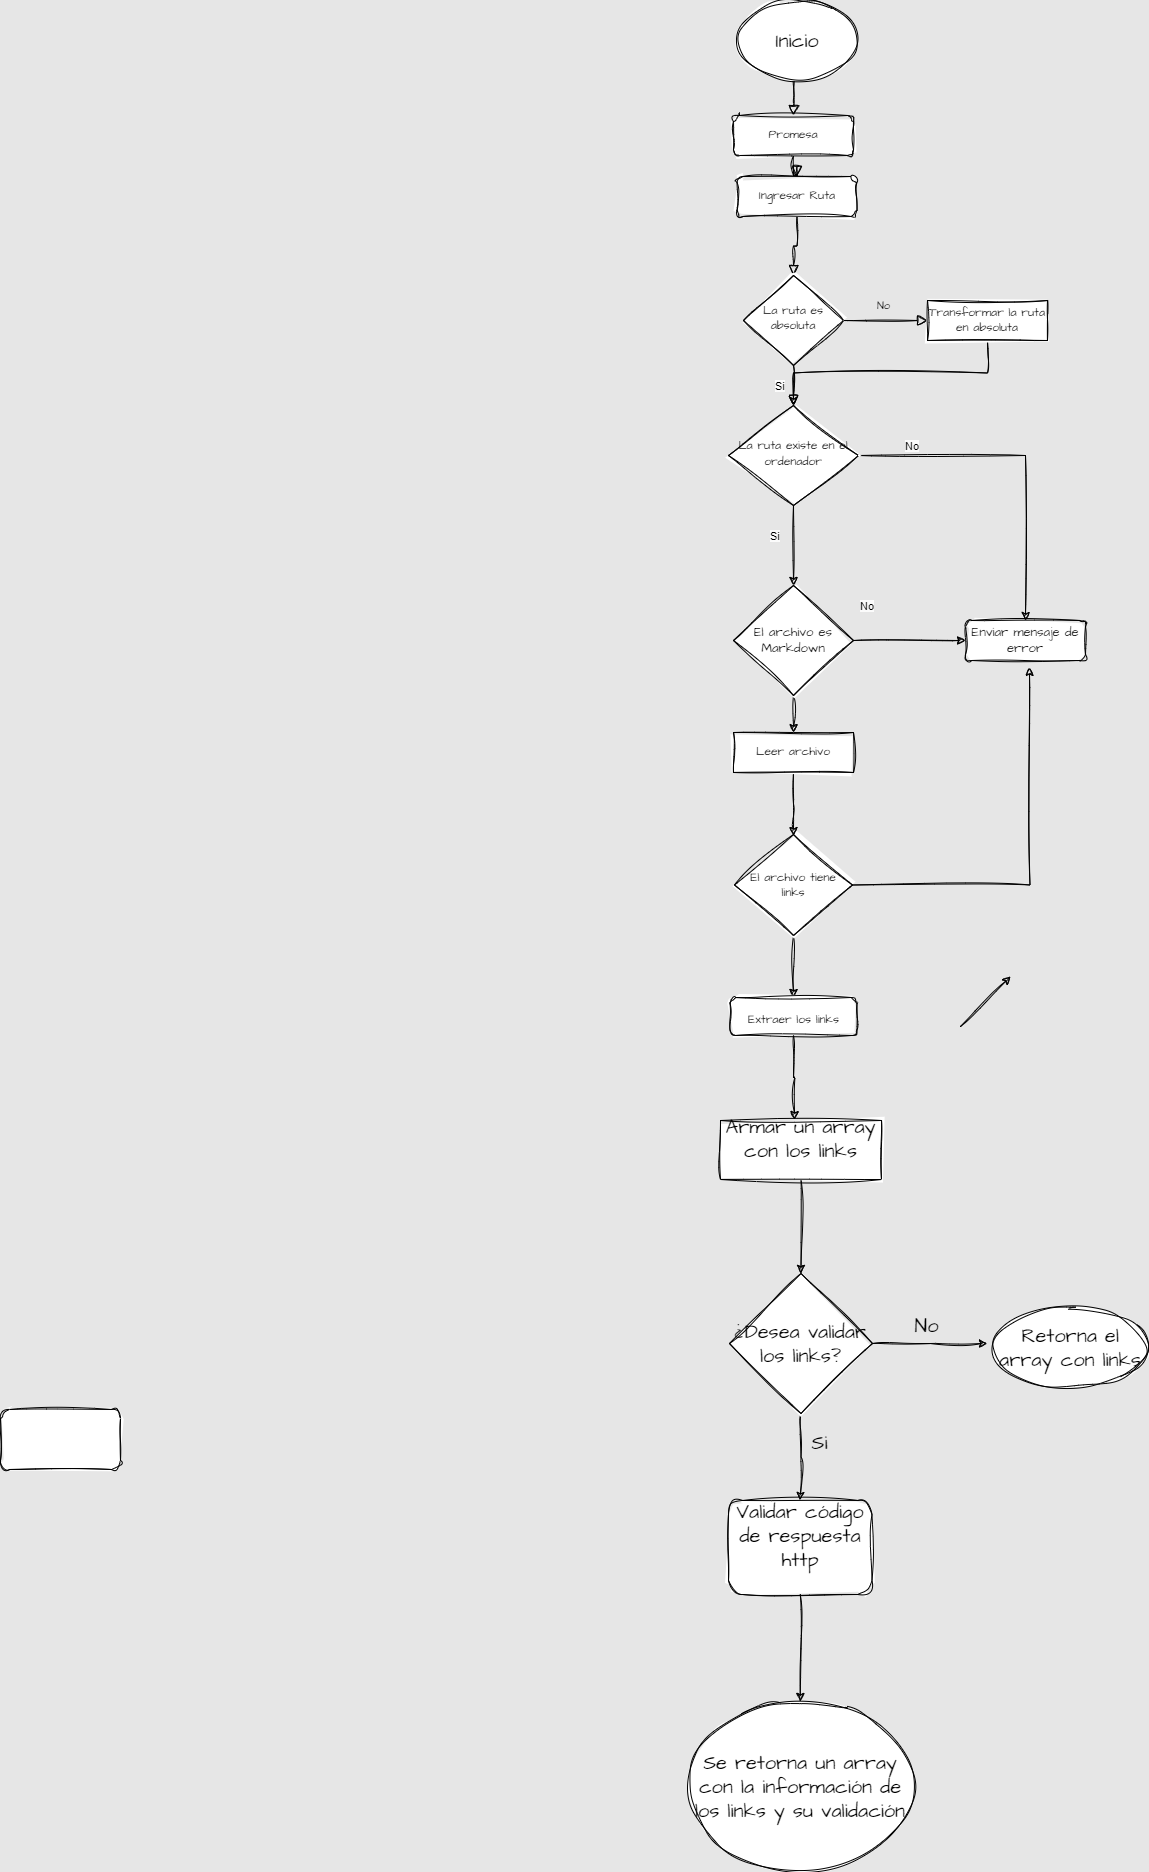 Inicio
Promesa
Ingresar Ruta
La ruta es
absoluta
No
Transformar la ruta
en absoluta
Si
La ruta existe en el
ordenador
No
Si
No
El archivo es
Markdown
Enviar mensaje de
error
Leer archivo
El archivo tiene
links
Extraer los links
Armar un array
con los links
¿Desea validar
los links?
No
Retorna el
array con links
Si
Validar código
de respuesta
http
Se retorna un array
con la información de
los links y su validación